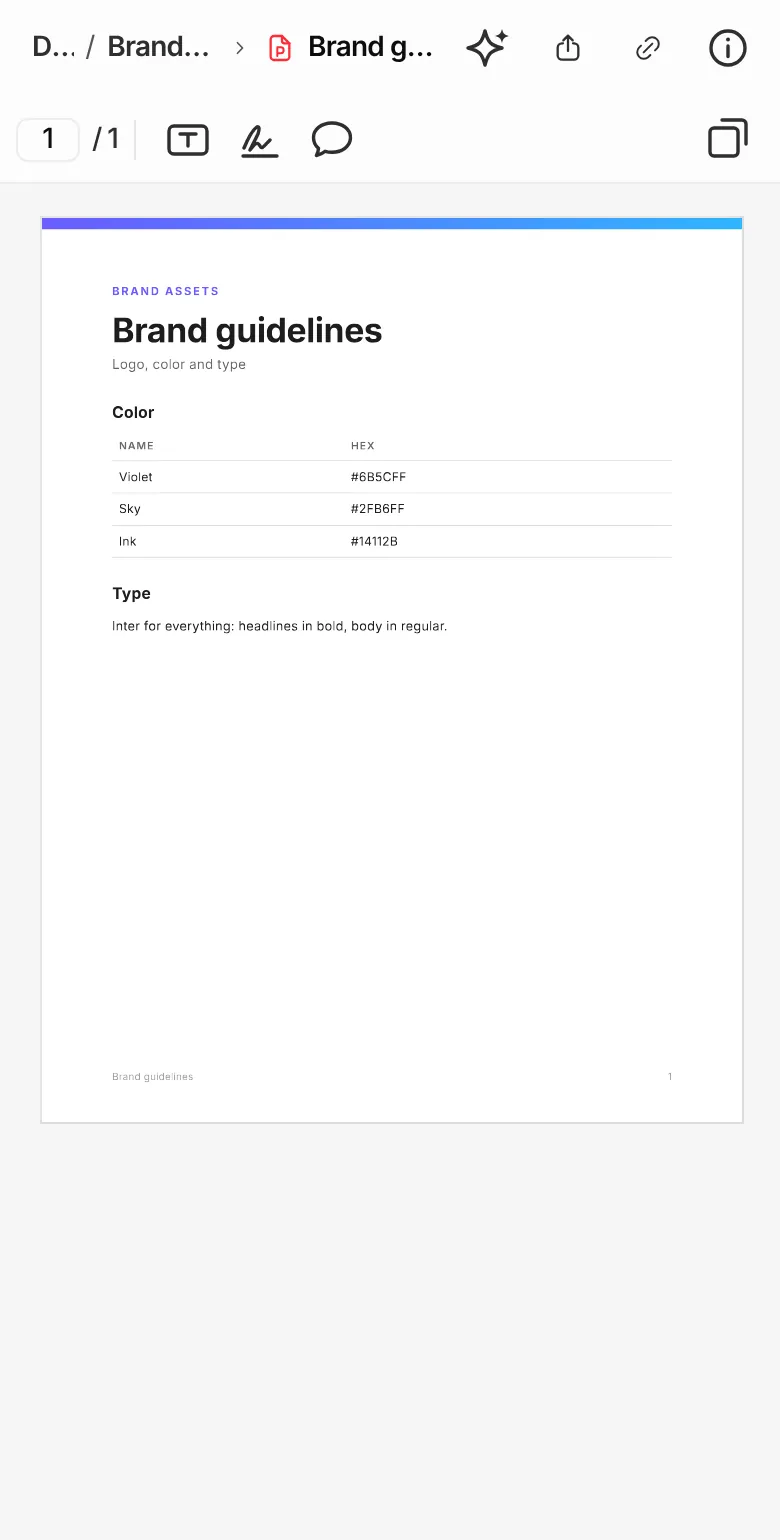 D... / Brand... › Brand g...
1 / 1
BRAND ASSETS
Brand guidelines
Logo, color and type
Color
NAME HEX
Violet #6B5CFF
Sky #2FB6FF
Ink #14112B
Type
Inter for everything: headlines in bold, body in regular.
Brand guidelines 1